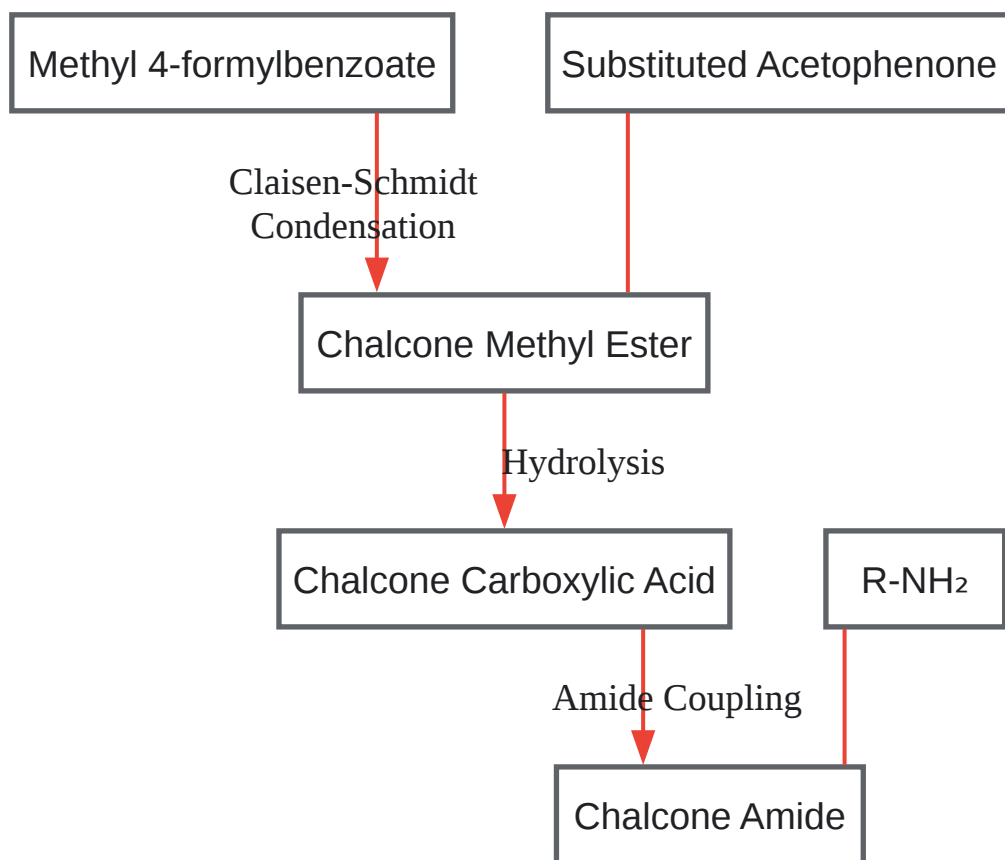 Methyl 4-formylbenzoate
Substituted Acetophenone
Claisen-Schmidt
Condensation
Chalcone Methyl Ester
Hydrolysis
Chalcone Carboxylic Acid
R-NH₂
Amide Coupling
Chalcone Amide